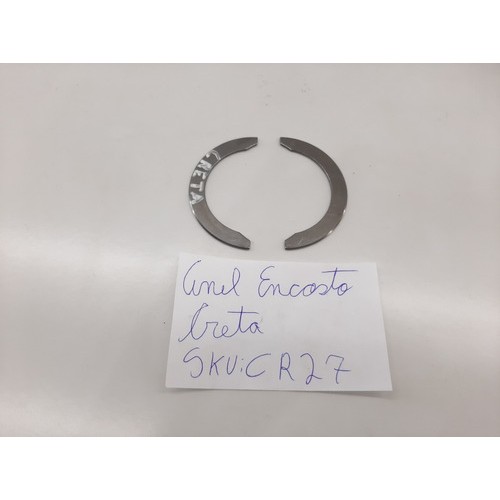 CRETA
Anel Encosto
Creta
SKU: CR27